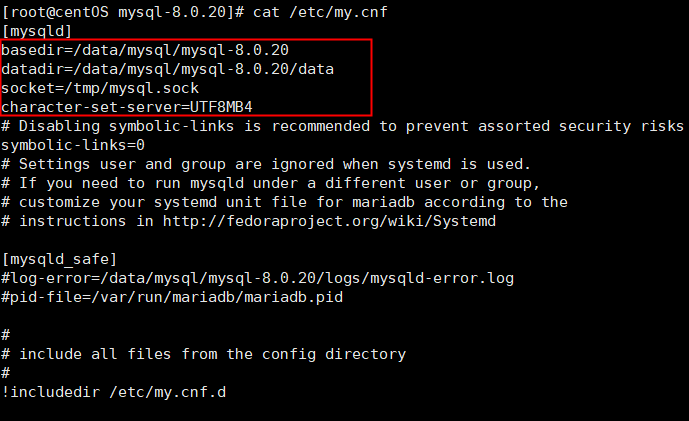 [root@centOS mysql-8.0.20]# cat /etc/my.cnf
[mysqld]
basedir=/data/mysql/mysql-8.0.20
datadir=/data/mysql/mysql-8.0.20/data
socket=/tmp/mysql.sock
character-set-server=UTF8MB4
# Disabling symbolic-links is recommended to prevent assorted security risks
symbolic-links=0
# Settings user and group are ignored when systemd is used.
# If you need to run mysqld under a different user or group,
# customize your systemd unit file for mariadb according to the
# instructions in http://fedoraproject.org/wiki/Systemd

[mysqld_safe]
#log-error=/data/mysql/mysql-8.0.20/logs/mysqld-error.log
#pid-file=/var/run/mariadb/mariadb.pid

#
# include all files from the config directory
#
!includedir /etc/my.cnf.d